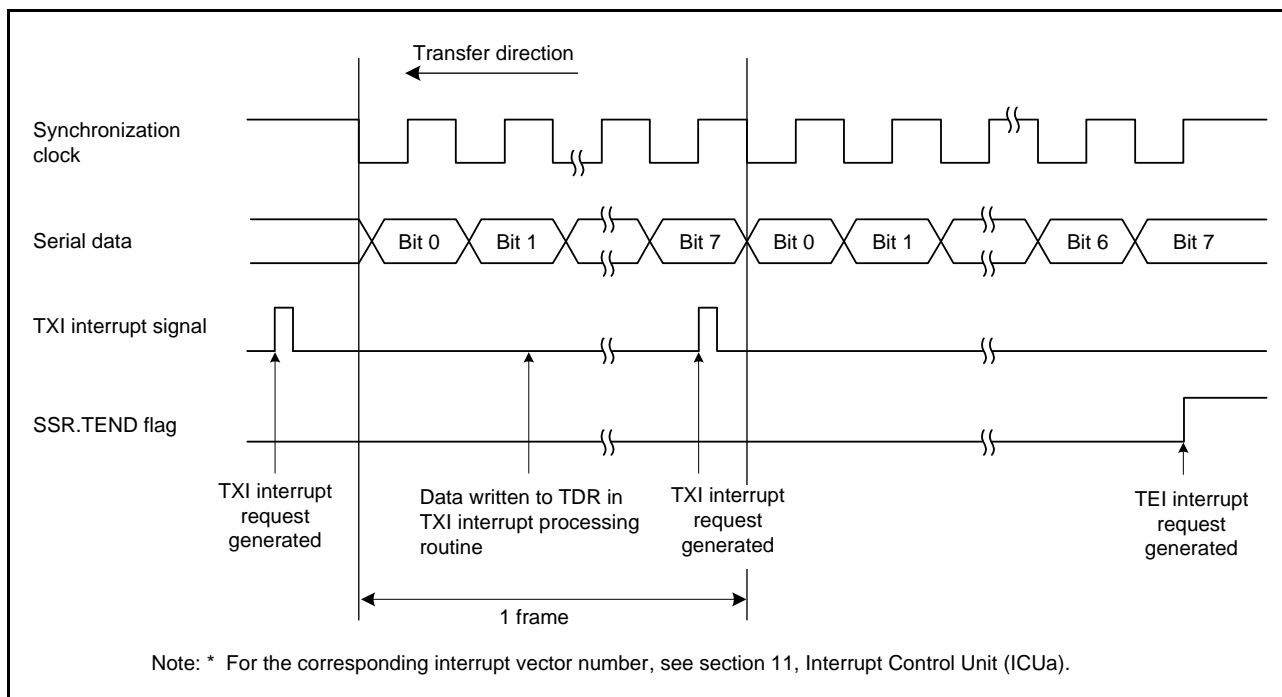 Transfer direction
Synchronization
clock
Serial data
Bit 0
Bit 1
Bit 7
Bit 0
Bit 1
Bit 6
Bit 7
TXI interrupt signal
SSR.TEND flag
TXI interrupt
request
generated
Data written to TDR in
TXI interrupt processing
routine
TXI interrupt
request
generated
TEI interrupt
request
generated
1 frame
Note: * For the corresponding interrupt vector number, see section 11, Interrupt Control Unit (ICUa).